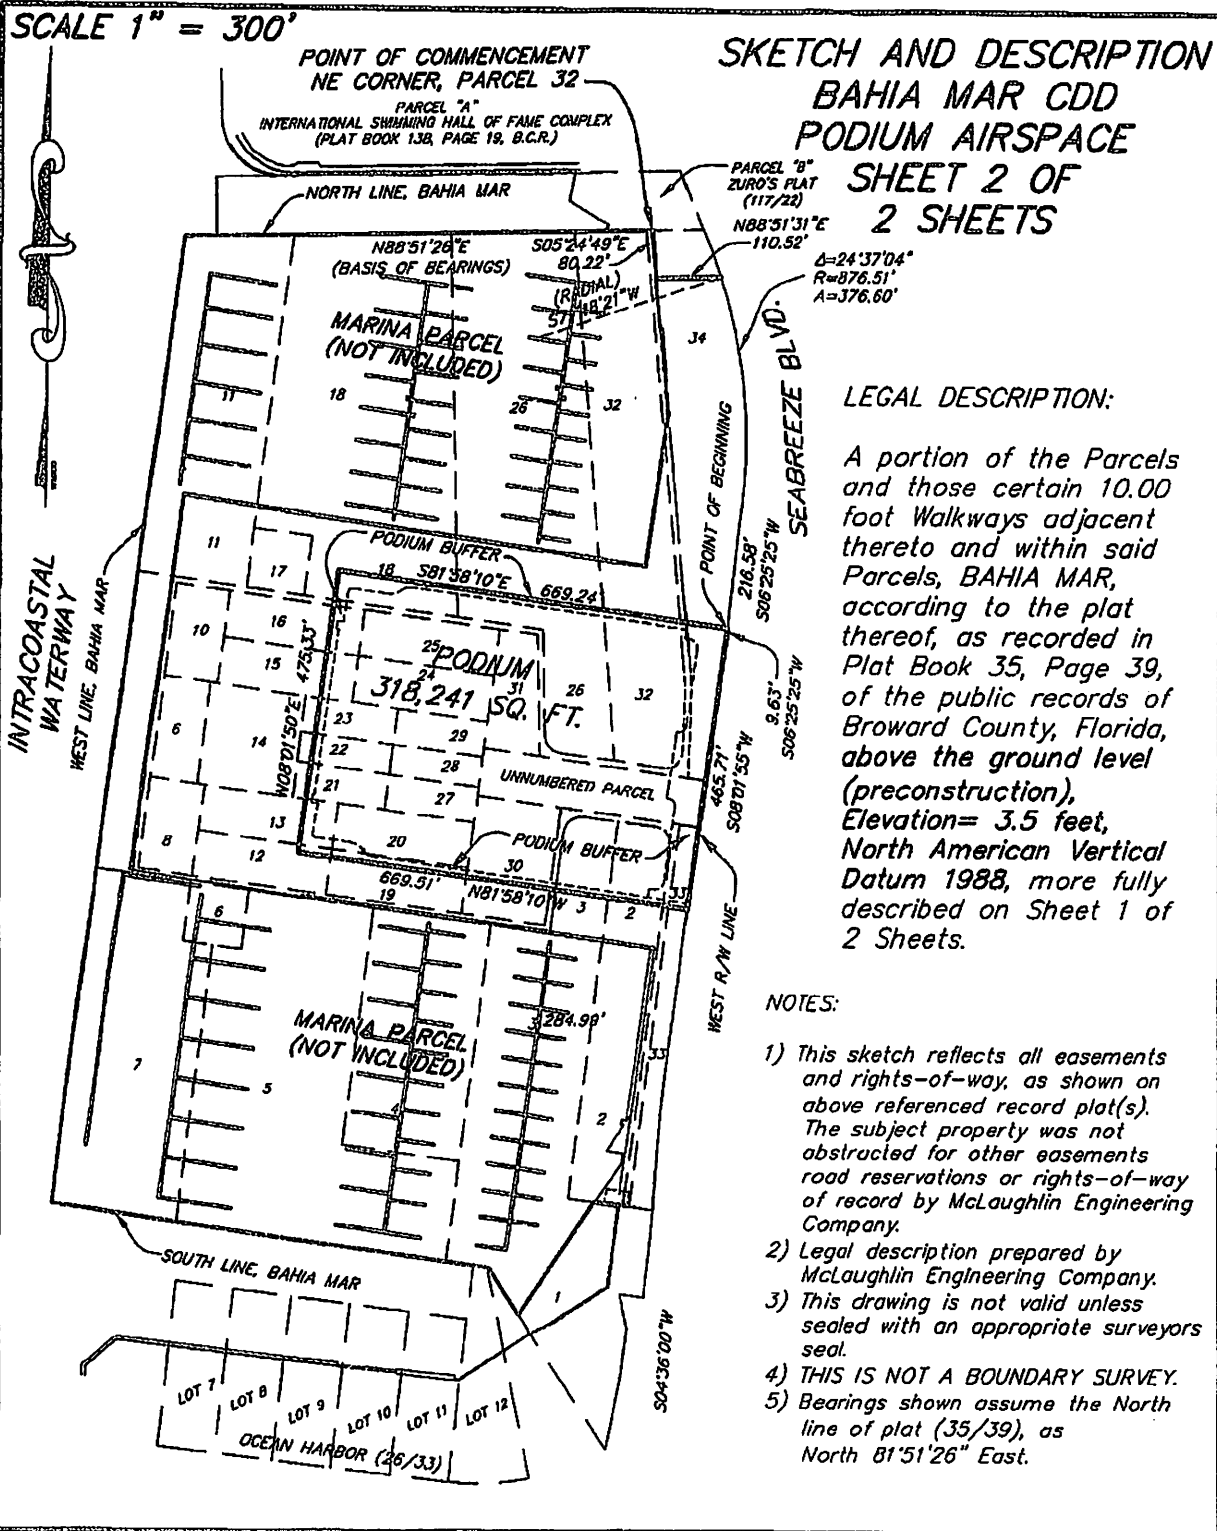 SCALE 1" = 300'
POINT OF COMMENCEMENT
NE CORNER, PARCEL 32
PARCEL "A"
INTERNATIONAL SWIMMING HALL OF FAME COMPLEX
(PLAT BOOK 138, PAGE 19, B.C.R.)
SKETCH AND DESCRIPTION
BAHIA MAR CDD
PODIUM AIRSPACE
SHEET 2 OF
2 SHEETS
PARCEL "B"
ZURO'S PLAT
(117/22)
NORTH LINE, BAHIA MAR
N88°51'31"E
110.52'
N88°51'26"E
(BASIS OF BEARINGS)
S05°24'49"E
80.22'
Δ=24°37'04"
R=876.51'
A=376.60'
(RADIAL)
MARINA PARCEL
(NOT INCLUDED)
34
11
18
26
32
SEABREEZE BLVD.
POINT OF BEGINNING
216.58'
S06°25'25"W
INTRACOASTAL
WATERWAY
WEST LINE, BAHIA MAR
PODIUM BUFFER
11
17
18
S81°58'10"E
669.24'
10
16
15
475.33'
N08°01'50"E
25
24
PODIUM
318,241 SQ. FT.
31
26
32
9.63'
S06°25'25"W
6
14
23
22
21
29
28
27
UNNUMBERED PARCEL
465.71'
S08°01'55"W
8
13
12
20
PODIUM BUFFER
30
669.51'
N81°58'10"W
19
3
2
33
WEST R/W LINE
6
MARINA PARCEL
(NOT INCLUDED)
3
284.98'
33
7
5
4
2
SOUTH LINE, BAHIA MAR
1
S04°36'00"W
LOT 7
LOT 8
LOT 9
LOT 10
LOT 11
LOT 12
OCEAN HARBOR (26/33)
LEGAL DESCRIPTION:
A portion of the Parcels
and those certain 10.00
foot Walkways adjacent
thereto and within said
Parcels, BAHIA MAR,
according to the plat
thereof, as recorded in
Plat Book 35, Page 39,
of the public records of
Broward County, Florida,
above the ground level
(preconstruction),
Elevation= 3.5 feet,
North American Vertical
Datum 1988, more fully
described on Sheet 1 of
2 Sheets.
NOTES:
1) This sketch reflects all easements
and rights-of-way, as shown on
above referenced record plat(s).
The subject property was not
abstructed for other easements
road reservations or rights-of-way
of record by McLaughlin Engineering
Company.
2) Legal description prepared by
McLaughlin Engineering Company.
3) This drawing is not valid unless
sealed with an appropriate surveyors
seal.
4) THIS IS NOT A BOUNDARY SURVEY.
5) Bearings shown assume the North
line of plat (35/39), as
North 81°51'26" East.